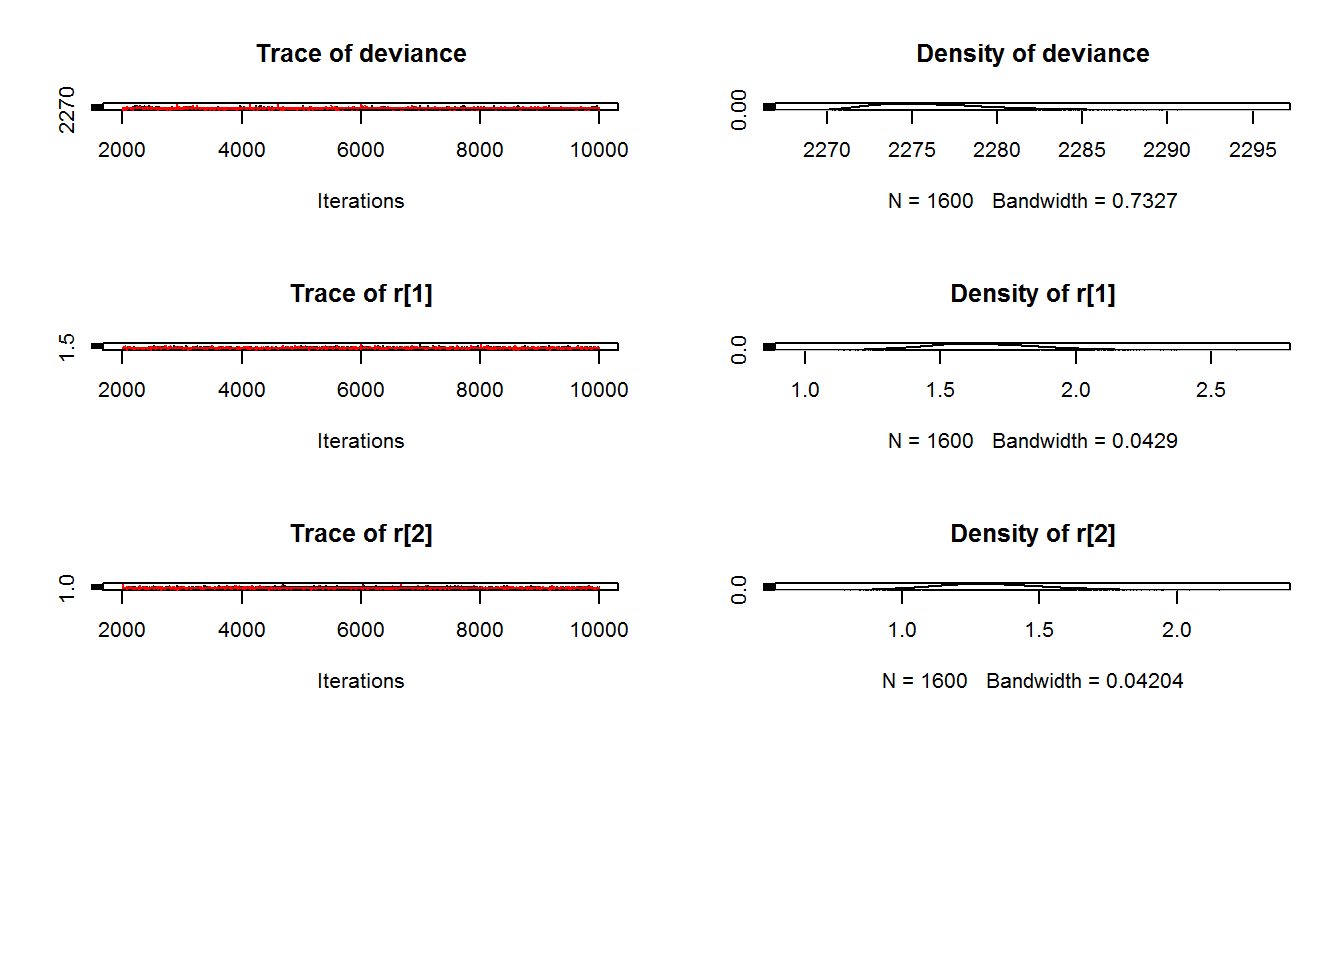 Trace of deviance
2270
2000 4000 6000 8000 10000
Iterations
Density of deviance
0.00
2270 2275 2280 2285 2290 2295
N = 1600 Bandwidth = 0.7327
Trace of r[1]
1.5
2000 4000 6000 8000 10000
Iterations
Density of r[1]
0.0
1.0 1.5 2.0 2.5
N = 1600 Bandwidth = 0.0429
Trace of r[2]
1.0
2000 4000 6000 8000 10000
Iterations
Density of r[2]
0.0
1.0 1.5 2.0
N = 1600 Bandwidth = 0.04204